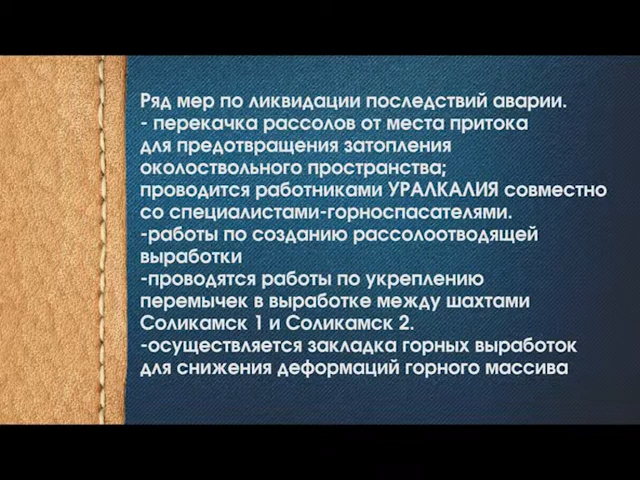 Ряд мер по ликвидации последствий аварии.
- перекачка рассолов от места притока
для предотвращения затопления
околоствольного пространства;
проводится работниками УРАЛКАЛИЯ совместно
со специалистами-горноспасателями.
-работы по созданию рассолоотводящей
выработки
-проводятся работы по укреплению
перемычек в выработке между шахтами
Соликамск 1 и Соликамск 2.
-осуществляется закладка горных выработок
для снижения деформаций горного массива